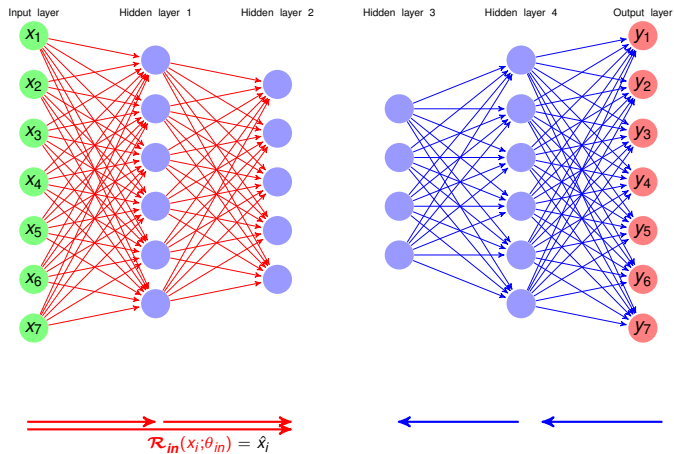 Input layer
Hidden layer 1
Hidden layer 2
Hidden layer 3
Hidden layer 4
Output layer
x₁
x₂
x₃
x₄
x₅
x₆
x₇
y₁
y₂
y₃
y₄
y₅
y₆
y₇
𝓡ᵢₙ(xᵢ;θᵢₙ) = x̂ᵢ